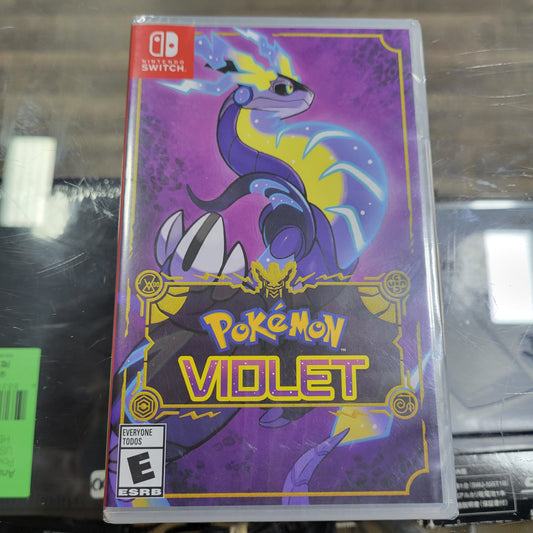 NINTENDO
SWITCH
POKéMON
VIOLET
EVERYONE
TODOS
E
ESRB